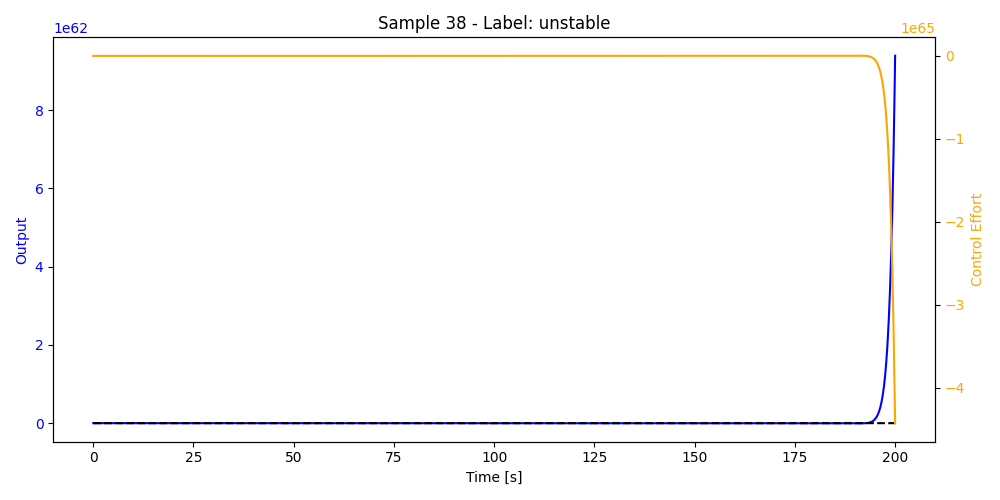 Sample 38 - Label: unstable
1e62
1e65
8
6
4
2
0
Output
0
−1
−2
−3
−4
Control Effort
0 25 50 75 100 125 150 175 200
Time [s]